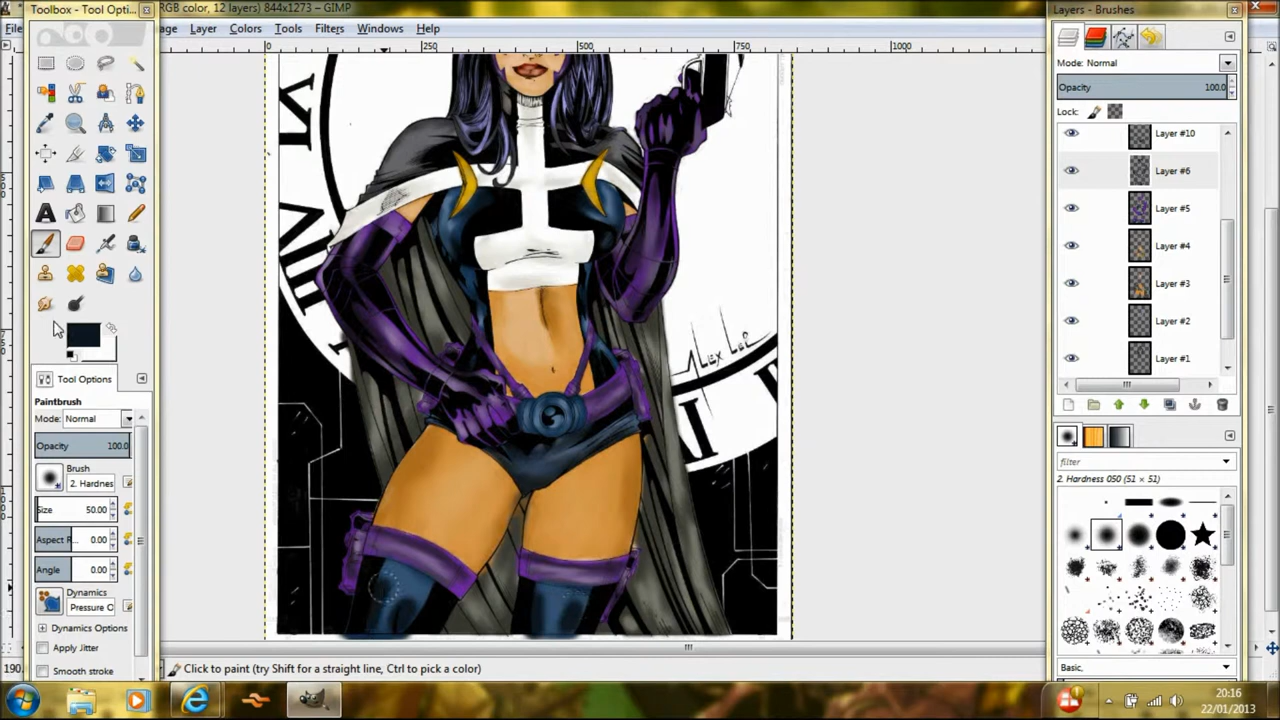 Toolbox - Tool Opti...
RGB color, 12 layers) 844x1273 – GIMP
Layers - Brushes
Layer
Colors
Tools
Filters
Windows
Help
0
250
500
750
1000
Mode: Normal
Opacity
100.0
Lock:
Layer #10
Layer #6
Layer #5
Layer #4
Layer #3
Layer #2
Layer #1
ALEX LEE
Tool Options
Paintbrush
Mode: Normal
Opacity
100.0
Brush
2. Hardnes
Size
50.00
Aspect R...
0.00
Angle
0.00
Dynamics
Pressure O
Dynamics Options
Apply Jitter
Smooth stroke
filter
2. Hardness 050 (51 × 51)
Basic,
190.
Click to paint (try Shift for a straight line, Ctrl to pick a color)
20:16
22/01/2013